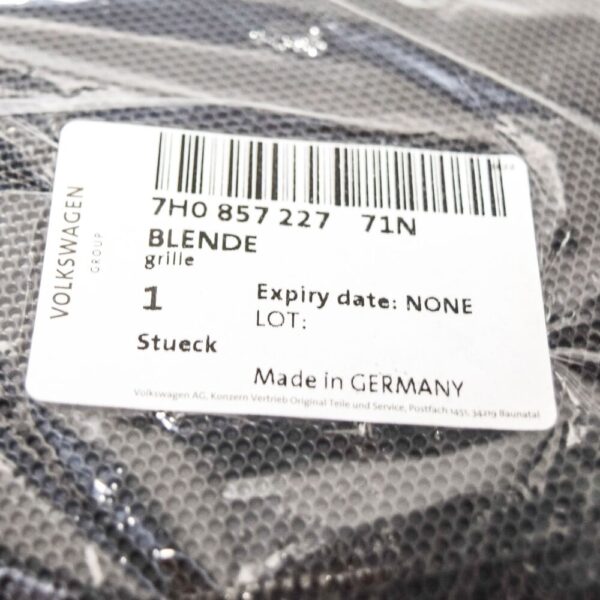 VOLKSWAGEN
GROUP
7H0 857 227 71N
BLENDE
grille
1
Expiry date: NONE
LOT:
Stueck
Made in GERMANY
Volkswagen AG, Konzern Vertrieb Original Teile und Service, Postfach 1451, 34219 Baunatal